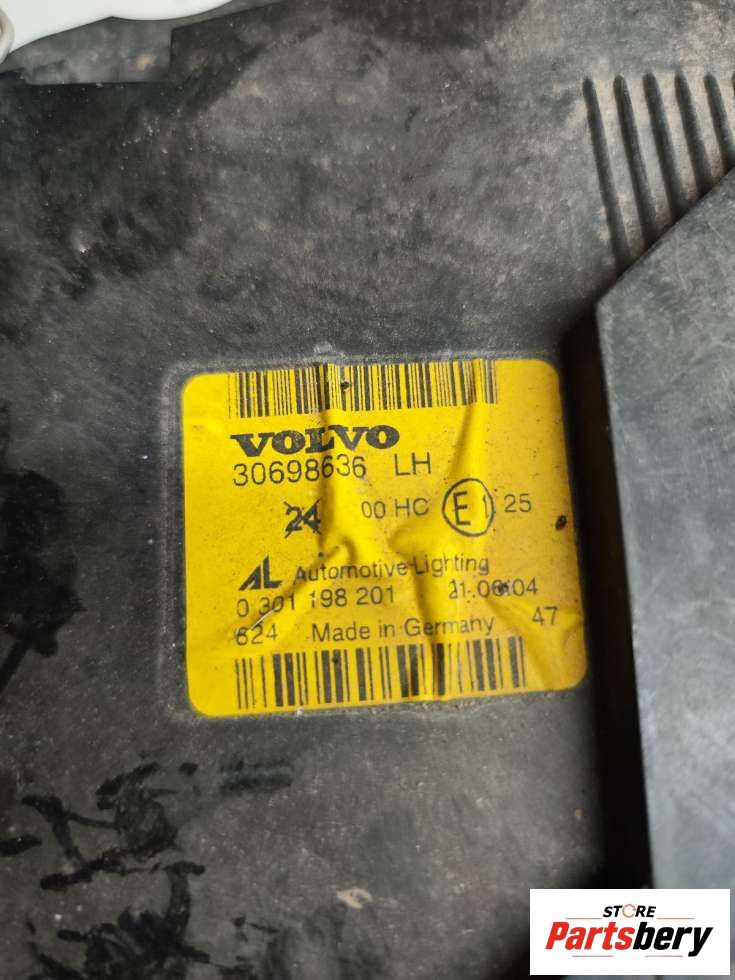 VOLVO
30698636 LH
24 00 HC E1 25
AL Automotive Lighting
0 301 198 201 21.06.04
624 Made in Germany 47
STORE
Partsbery